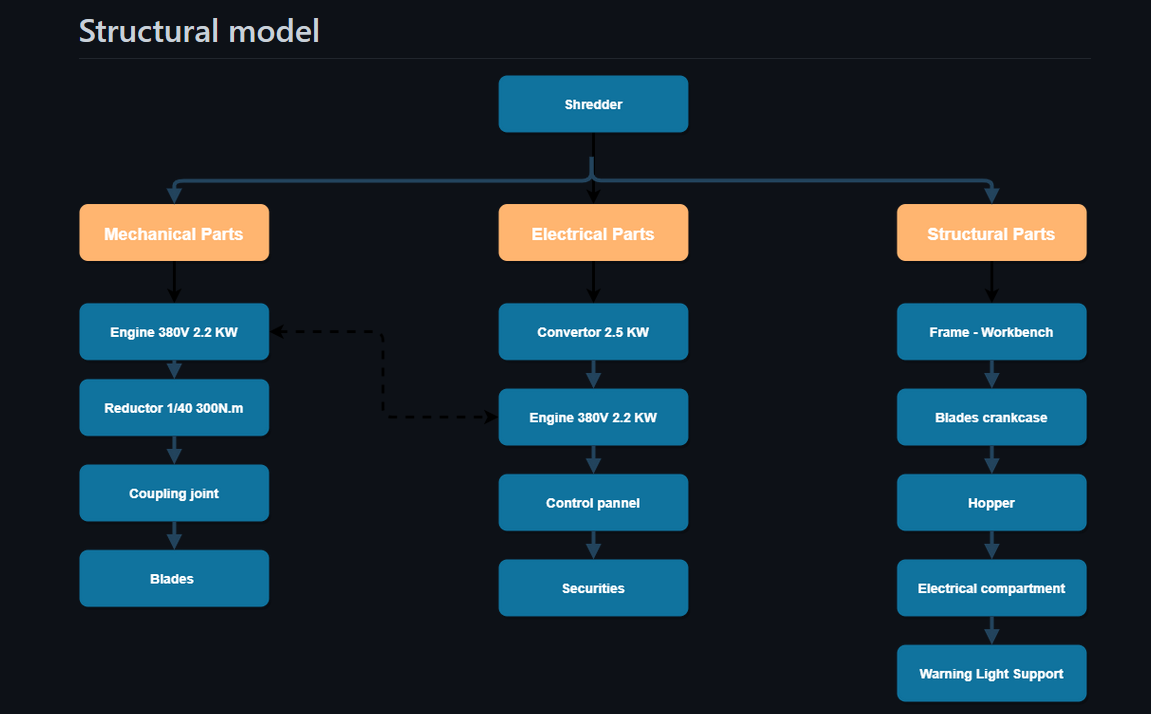 Structural model
Shredder
Mechanical Parts
Electrical Parts
Structural Parts
Engine 380V 2.2 KW
Convertor 2.5 KW
Frame - Workbench
Reductor 1/40 300N.m
Engine 380V 2.2 KW
Blades crankcase
Coupling joint
Control pannel
Hopper
Blades
Securities
Electrical compartment
Warning Light Support